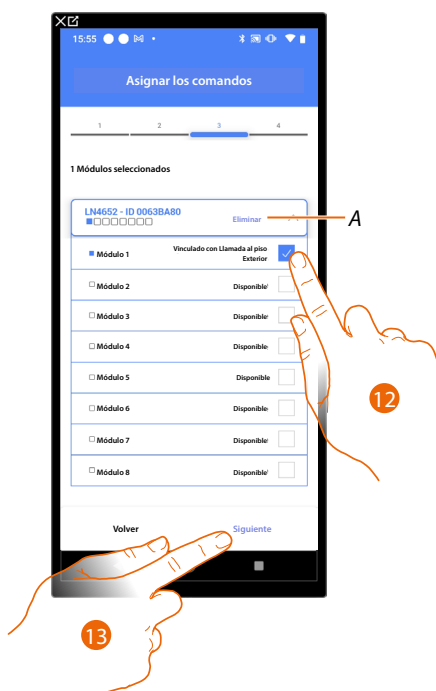 15:55
Asignar los comandos
1 2 3 4
1 Módulos seleccionados
LN4652 - ID 0063BA80
Eliminar
A
Módulo 1 Vinculado con Llamada al piso
Exterior
Módulo 2 Disponible
Módulo 3 Disponible
Módulo 4 Disponible
Módulo 5 Disponible
Módulo 6 Disponible
Módulo 7 Disponible
Módulo 8 Disponible
12
Volver Siguiente
13